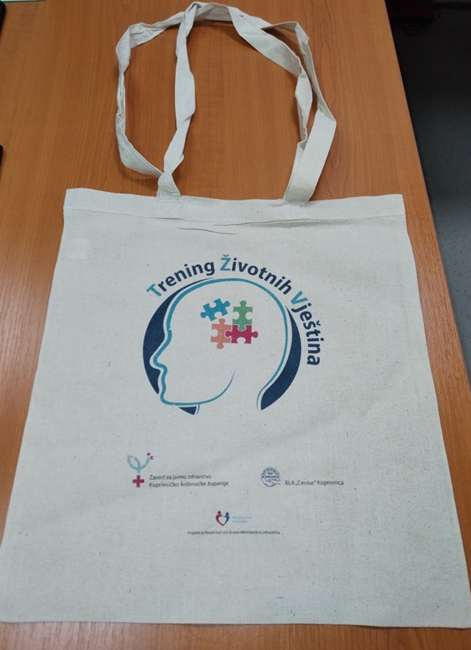 Trening Životnih Vještina
Zavod za javno zdravstvo
Koprivničko-križevačke županije
KLA „Centar" Koprivnica